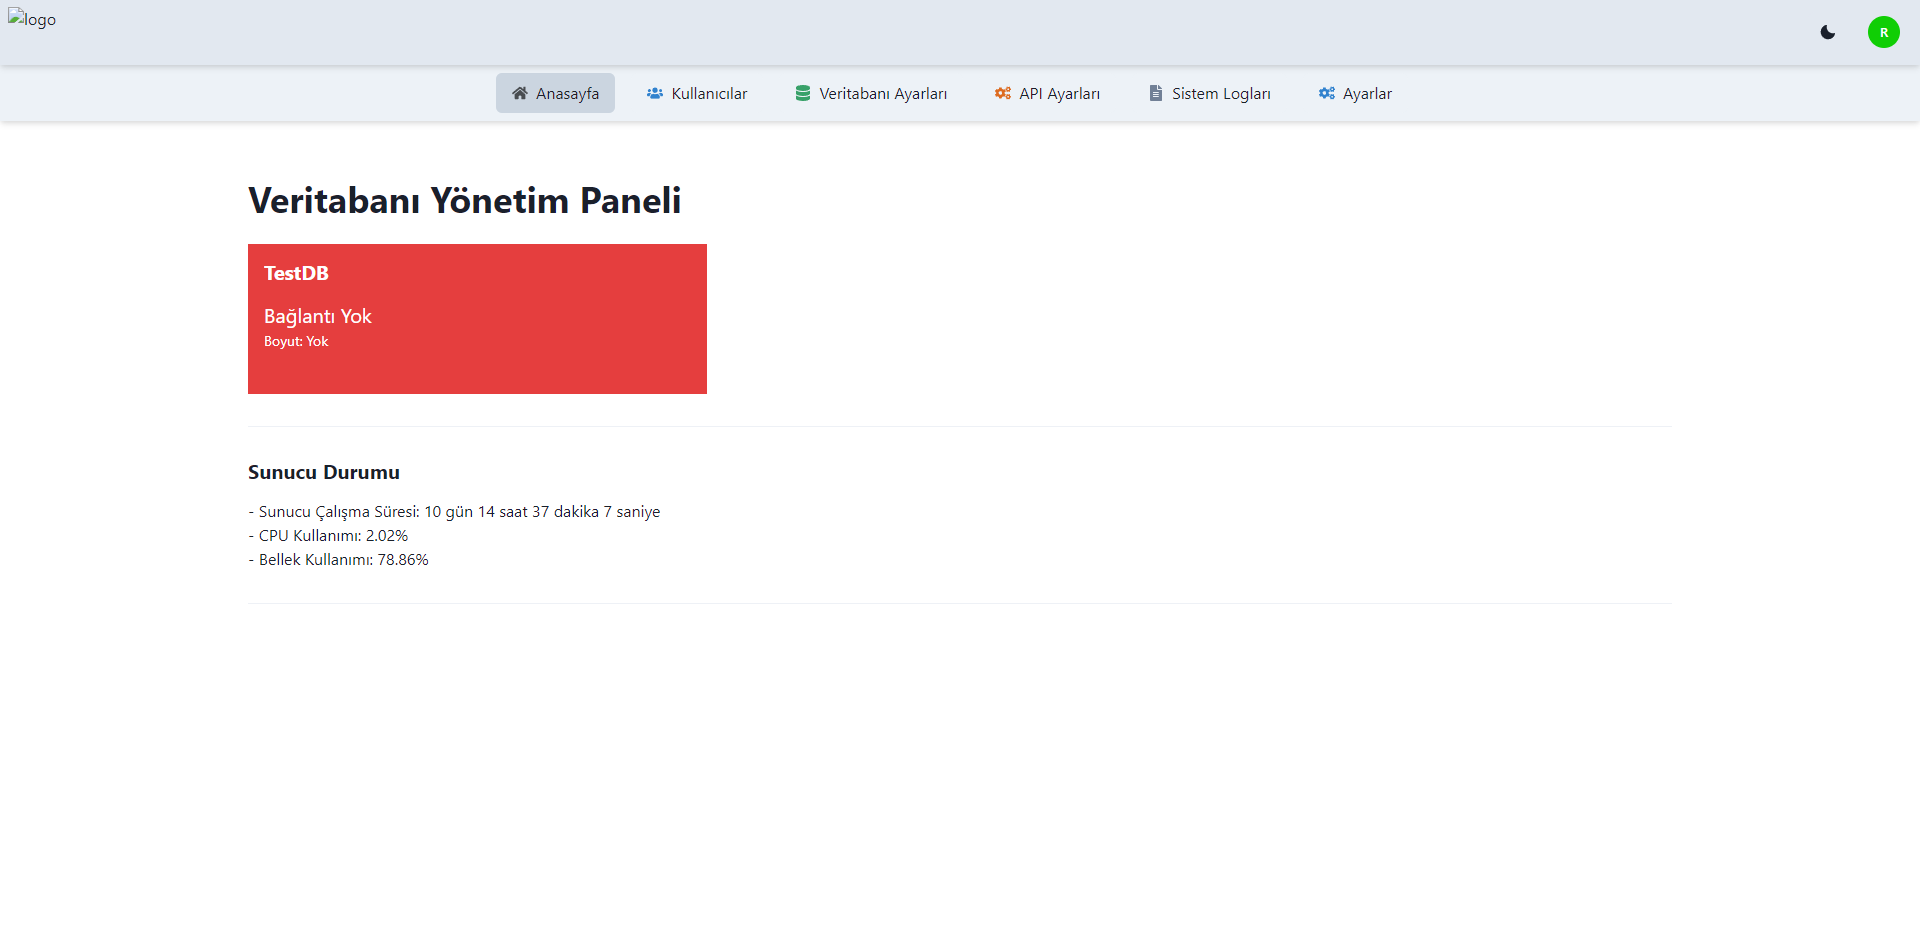 logo
R
Anasayfa Kullanıcılar Veritabanı Ayarları API Ayarları Sistem Logları Ayarlar
Veritabanı Yönetim Paneli
TestDB
Bağlantı Yok
Boyut: Yok
Sunucu Durumu
- Sunucu Çalışma Süresi: 10 gün 14 saat 37 dakika 7 saniye
- CPU Kullanımı: 2.02%
- Bellek Kullanımı: 78.86%